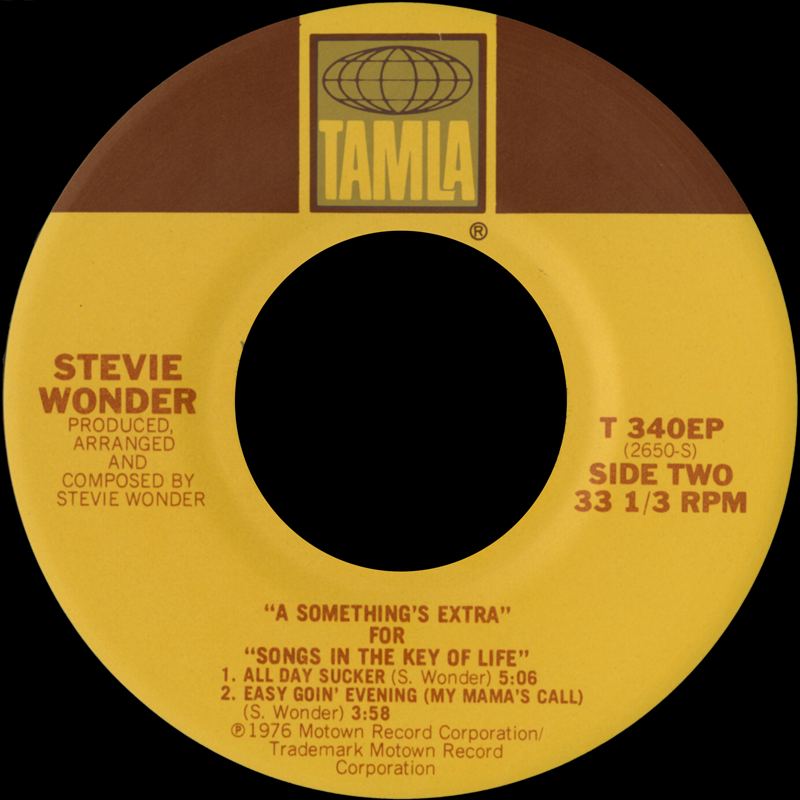 TAMLA
®
STEVIE
WONDER
PRODUCED,
ARRANGED
AND
COMPOSED BY
STEVIE WONDER
T 340EP
(2650-S)
SIDE TWO
33 1/3 RPM
"A SOMETHING'S EXTRA"
FOR
"SONGS IN THE KEY OF LIFE"
1. ALL DAY SUCKER (S. Wonder) 5:06
2. EASY GOIN' EVENING (MY MAMA'S CALL)
(S. Wonder) 3:58
℗1976 Motown Record Corporation/
Trademark Motown Record
Corporation